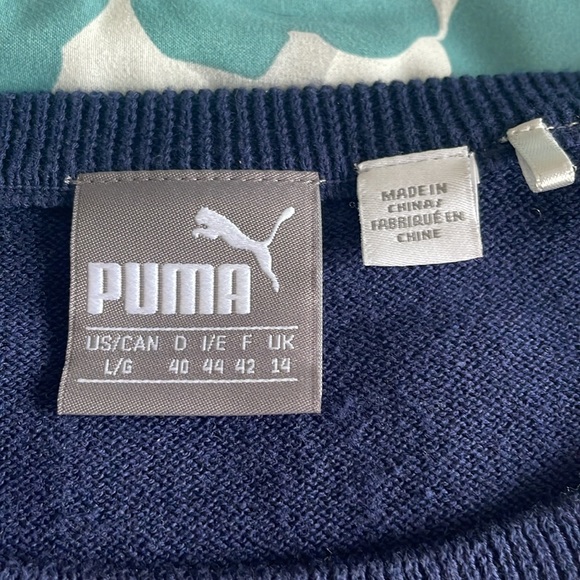 PUMA
US/CAN D I/E F UK
L/G 40 44 42 14
MADE IN
CHINA/
FABRIQUÉ EN
CHINE